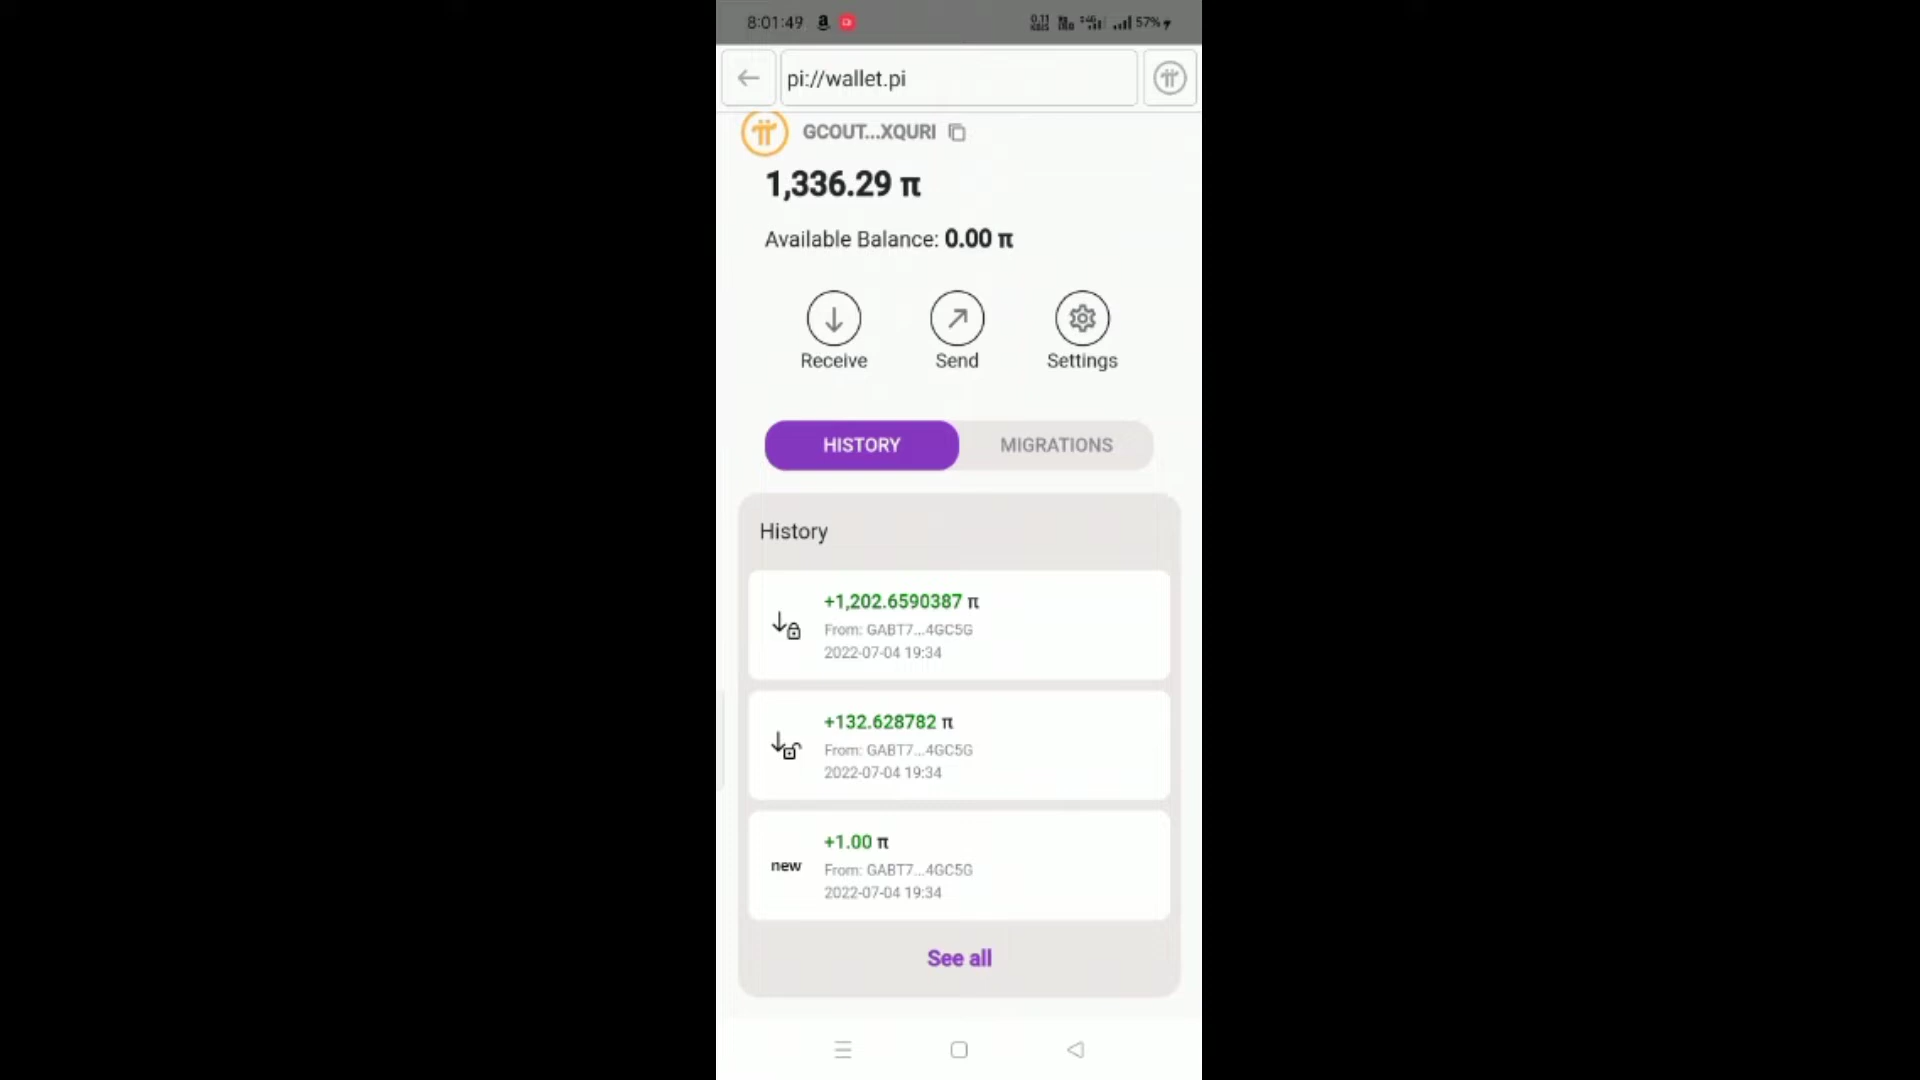 8:01:49 57%
pi://wallet.pi
GCOUT...XQURI
1,336.29 π
Available Balance: 0.00 π
Receive Send Settings
HISTORY MIGRATIONS
History
+1,202.6590387 π
From: GABT7...4GC5G
2022-07-04 19:34
+132.628782 π
From: GABT7...4GC5G
2022-07-04 19:34
new
+1.00 π
From: GABT7...4GC5G
2022-07-04 19:34
See all